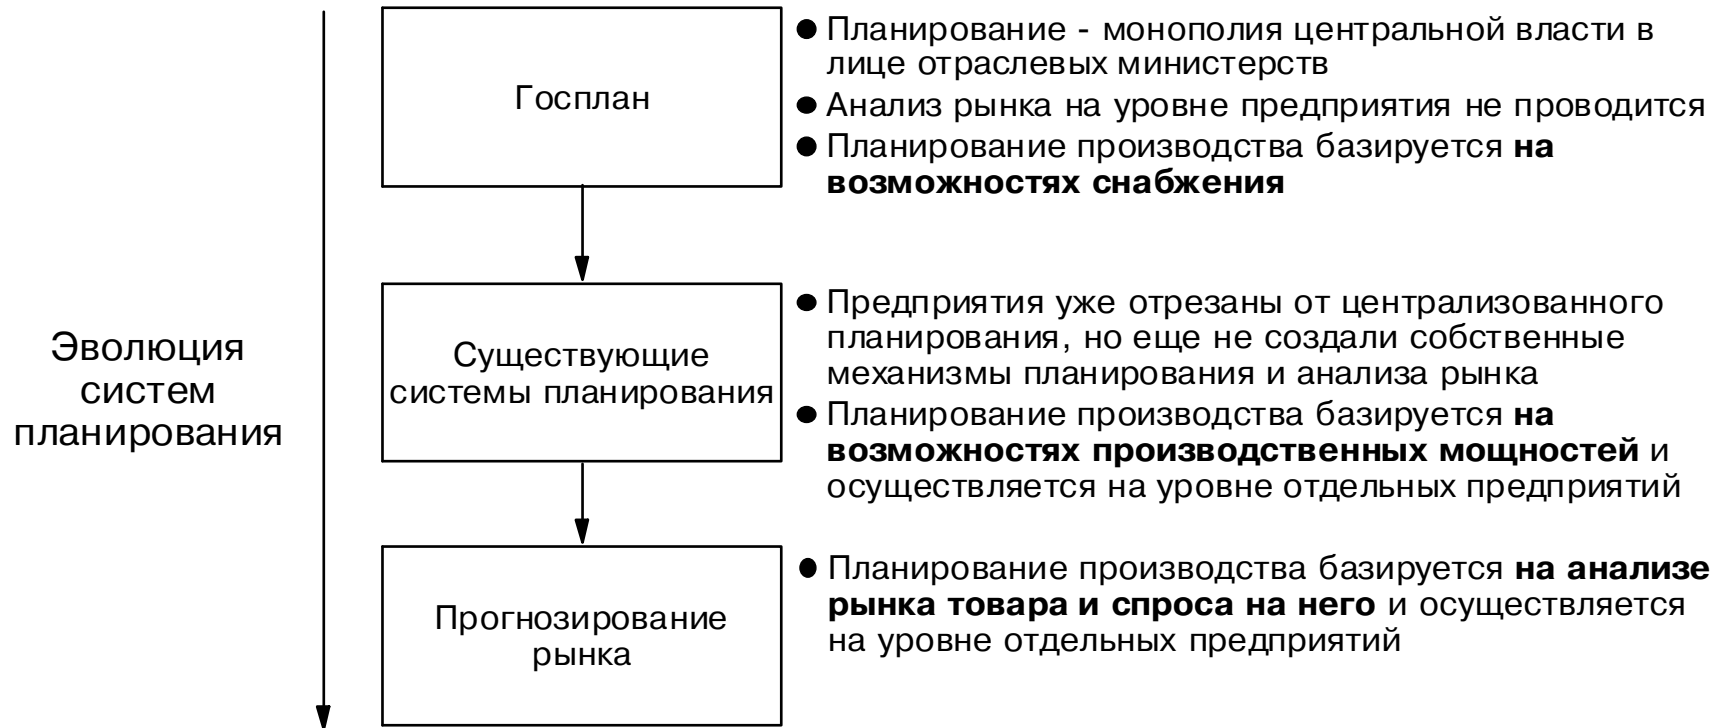 Эволюция
систем
планирования
Госплан
● Планирование - монополия центральной власти в
лице отраслевых министерств
● Анализ рынка на уровне предприятия не проводится
● Планирование производства базируется на
возможностях снабжения
Существующие
системы планирования
● Предприятия уже отрезаны от централизованного
планирования, но еще не создали собственные
механизмы планирования и анализа рынка
● Планирование производства базируется на
возможностях производственных мощностей и
осуществляется на уровне отдельных предприятий
Прогнозирование
рынка
● Планирование производства базируется на анализе
рынка товара и спроса на него и осуществляется
на уровне отдельных предприятий